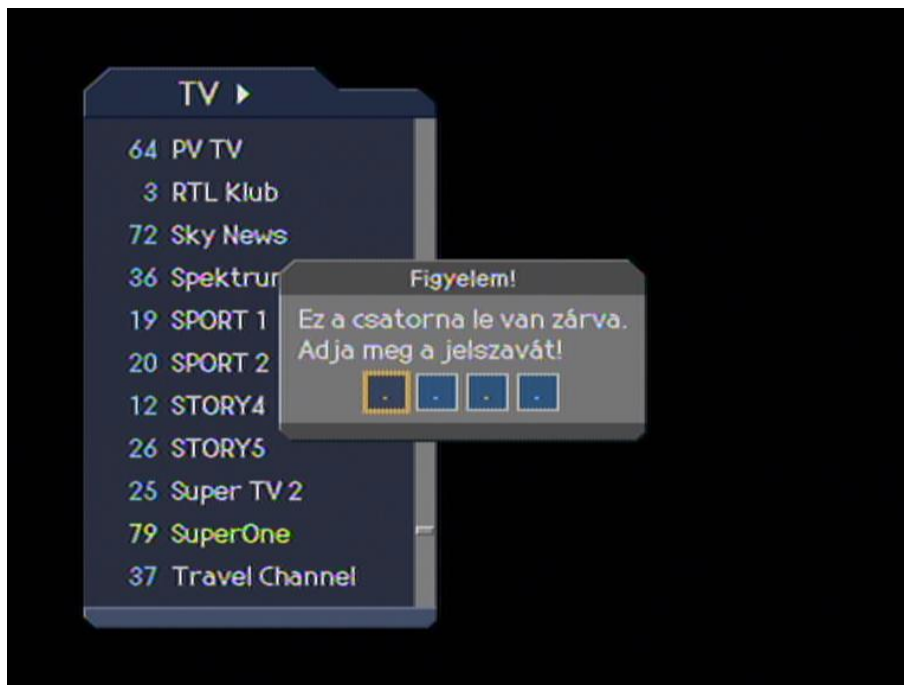 TV
64 PV TV
3 RTL Klub
72 Sky News
36 Spektru
19 SPORT 1
20 SPORT 2
12 STORY4
26 STORY5
25 Super TV 2
79 SuperOne
37 Travel Channel
Figyelem!
Ez a csatorna le van zárva.
Adja meg a jelszavát!